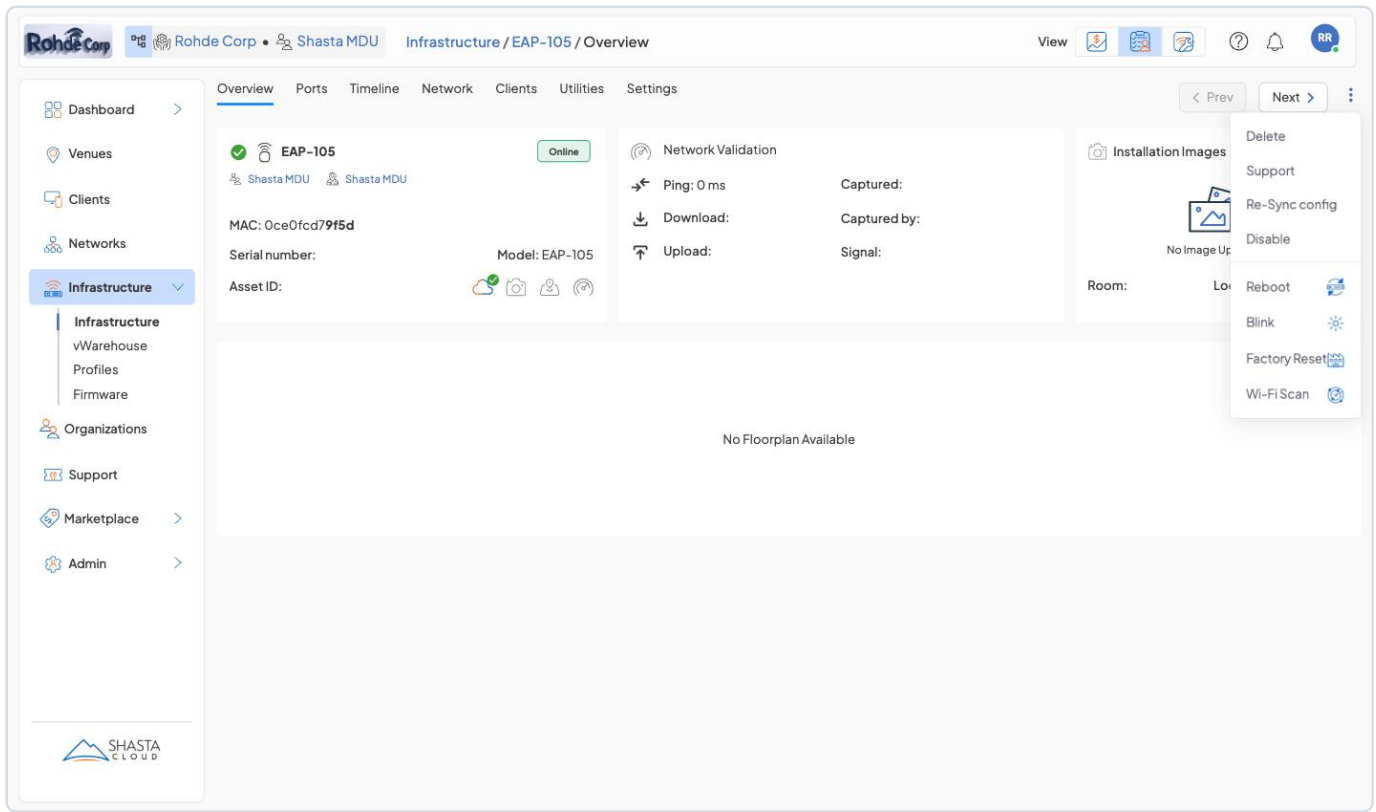 Rohde Corp Rohde Corp • Shasta MDU Infrastructure / EAP-105 / Overview View RR
Dashboard
Venues
Clients
Networks
Infrastructure
Infrastructure
vWarehouse
Profiles
Firmware
Organizations
Support
Marketplace
Admin
SHASTA
CLOUD
Overview Ports Timeline Network Clients Utilities Settings
Prev Next
EAP-105 Online
Shasta MDU Shasta MDU
MAC: 0ce0fcd79f5d
Serial number: Model: EAP-105
Asset ID:
Network Validation
Ping: 0 ms Captured:
Download: Captured by:
Upload: Signal:
Installation Images
No Image Up
Room: Lo
Delete
Support
Re-Sync config
Disable
Reboot
Blink
Factory Reset
Wi-Fi Scan
No Floorplan Available